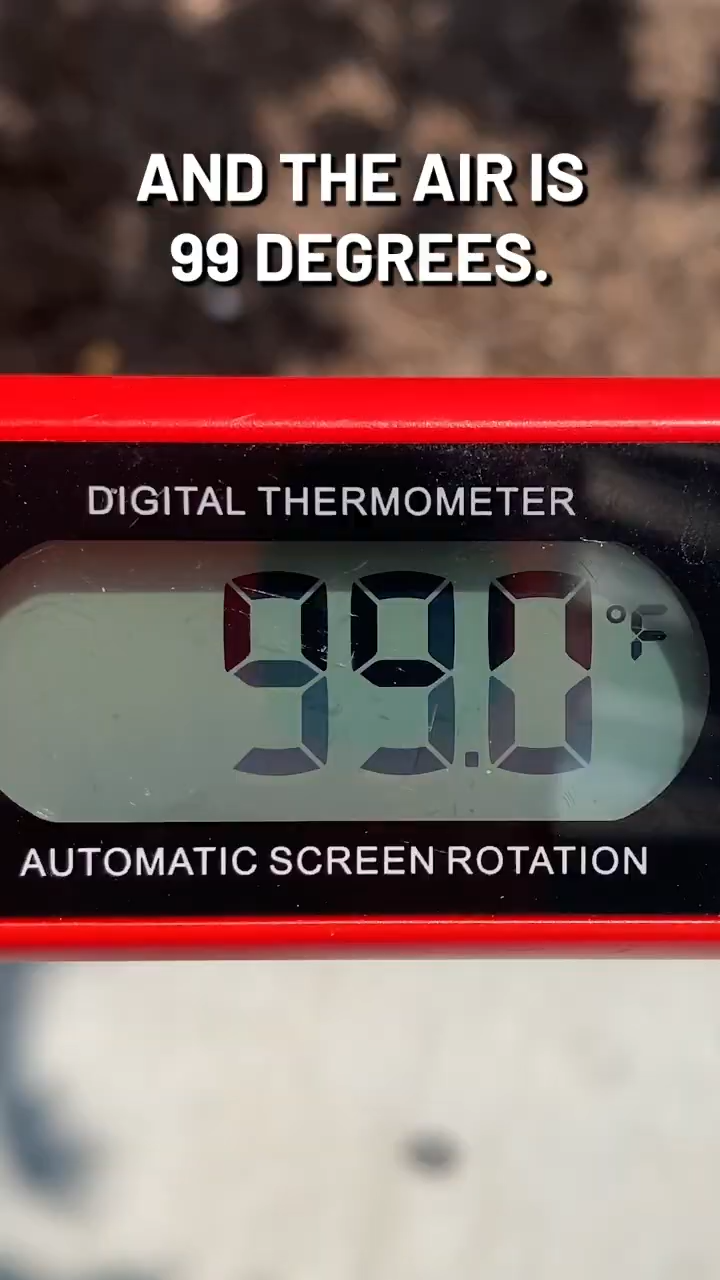 AND THE AIR IS
99 DEGREES.
DIGITAL THERMOMETER
99.0 °F
AUTOMATIC SCREEN ROTATION